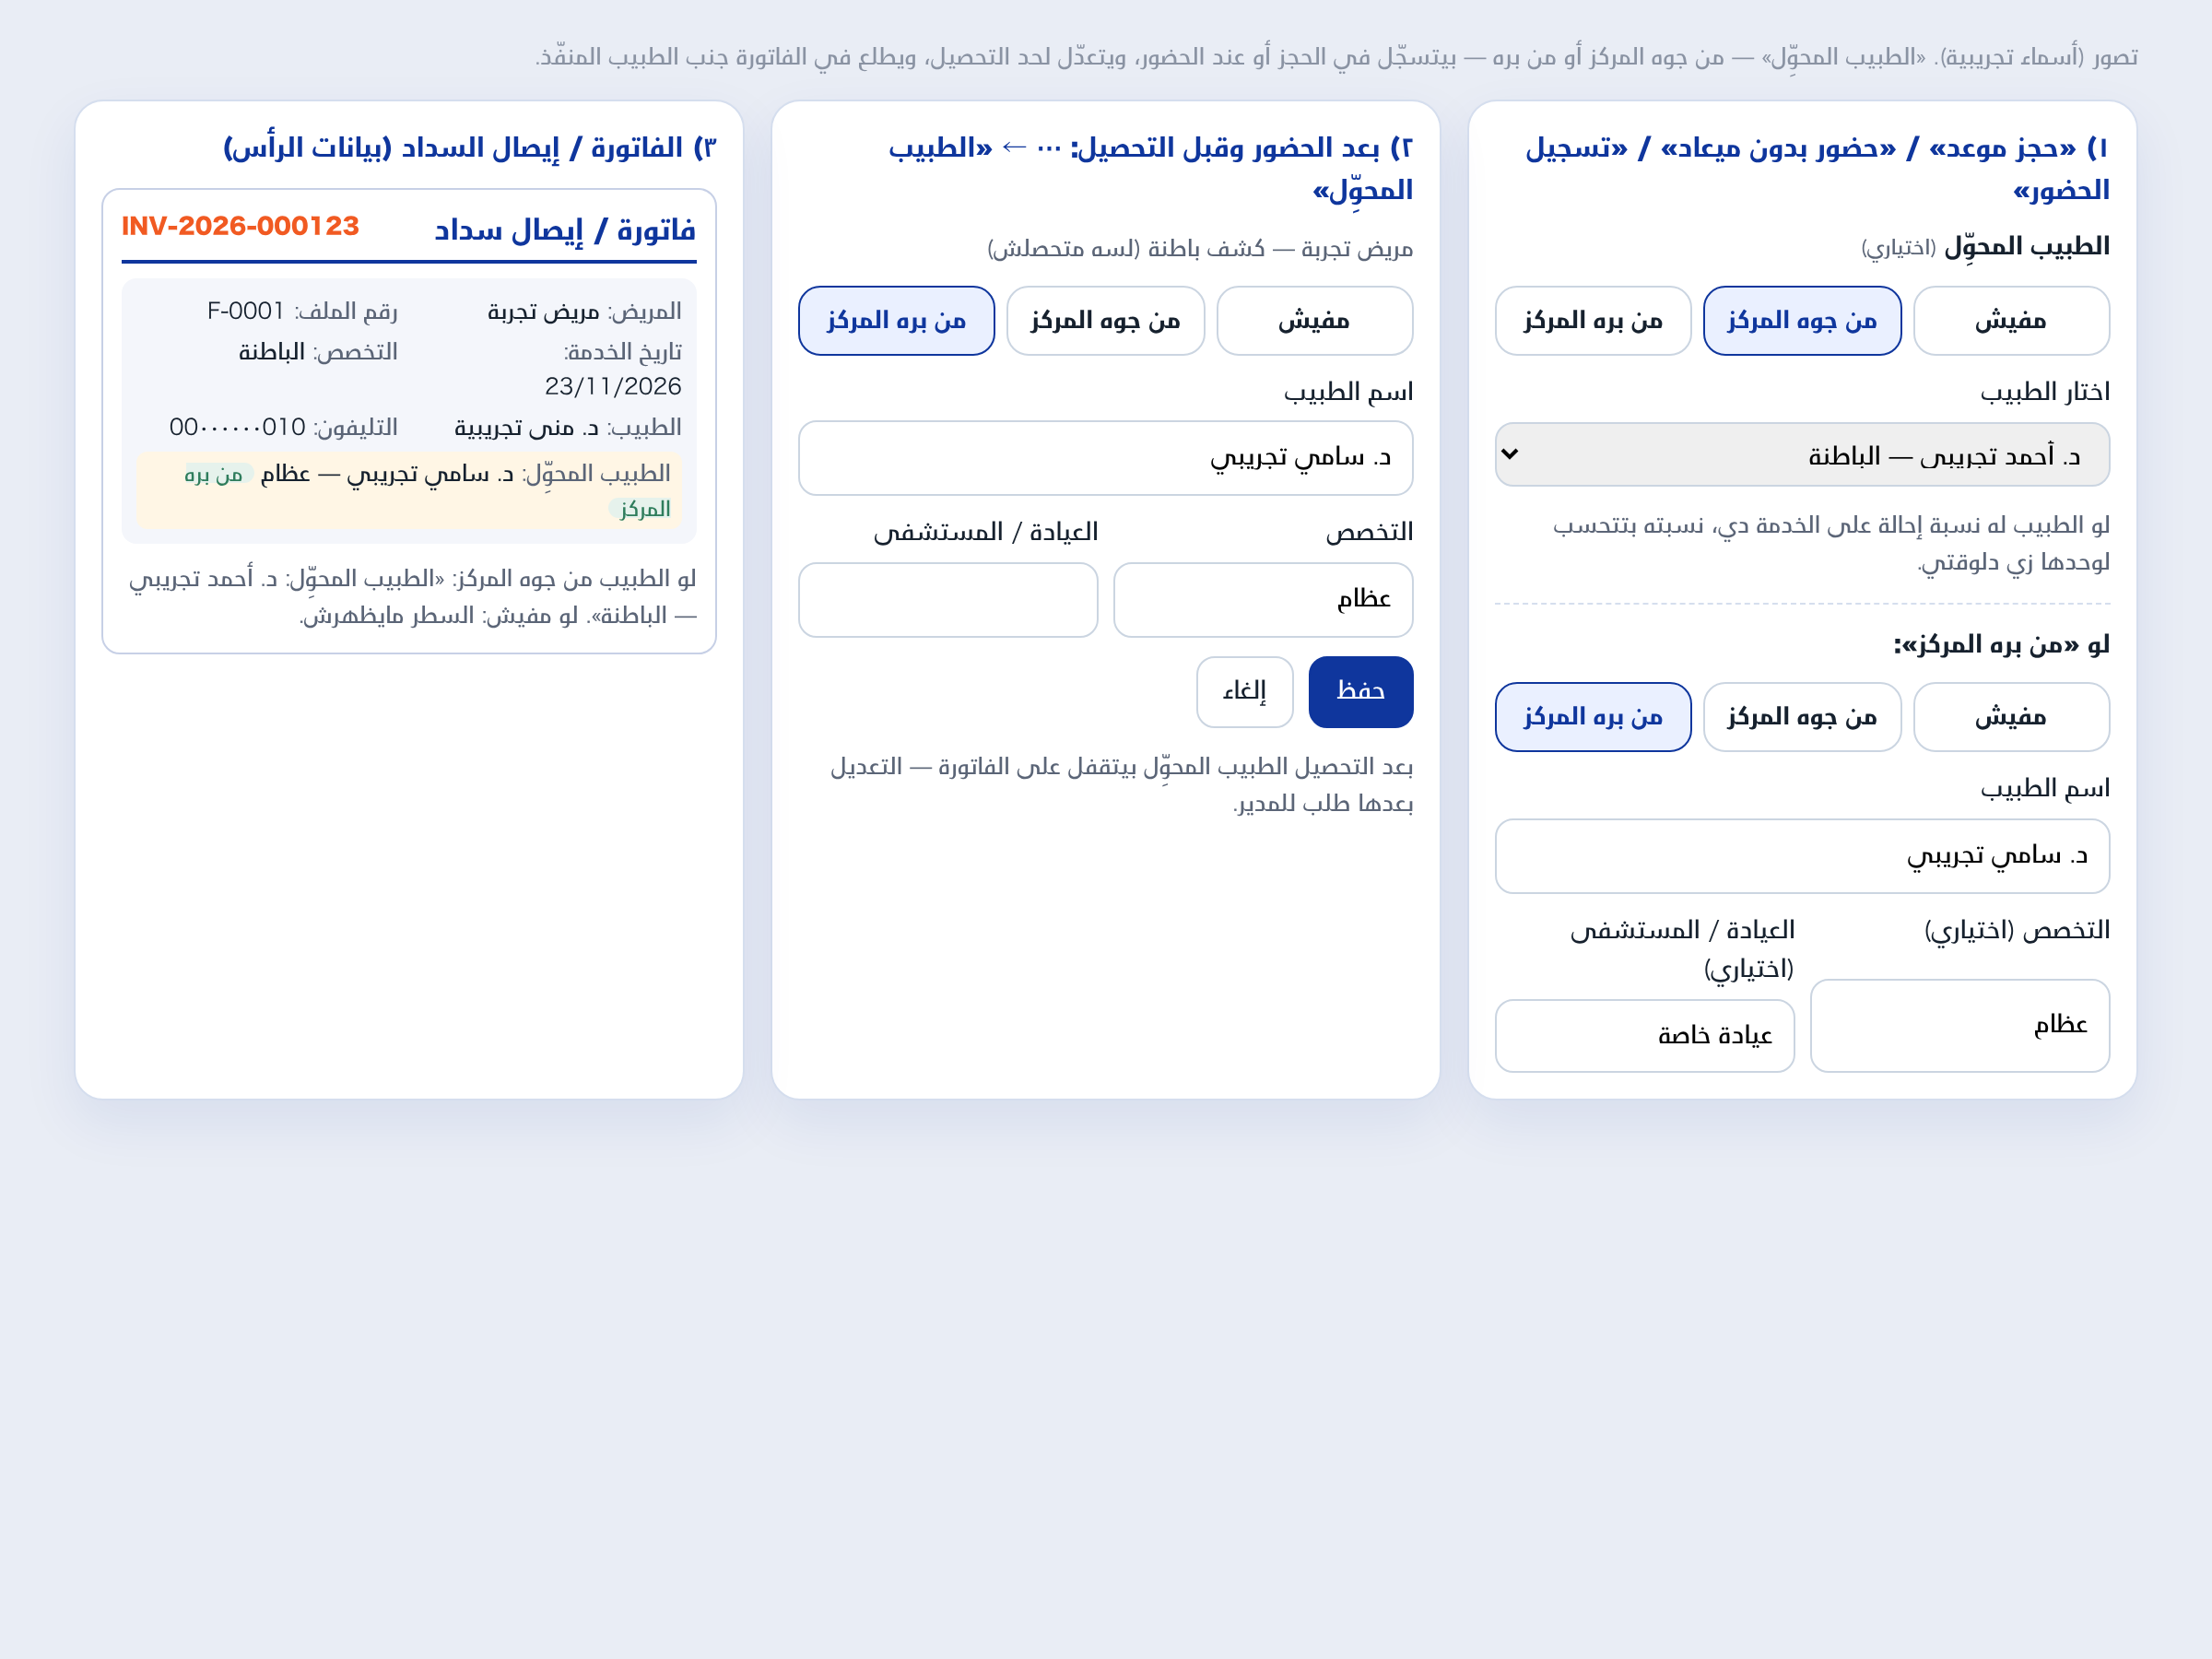 تصور (أسماء تجريبية). «الطبيب المحوِّل» — من جوه المركز أو من بره — بيتسجّل في الحجز أو عند الحضور، ويتعدّل لحد التحصيل، ويطلع في الفاتورة جنب الطبيب المنفّذ.
١) «حجز موعد» / «حضور بدون ميعاد» / «تسجيل
الحضور»
الطبيب المحوِّل (اختياري)
مفيش
من جوه المركز
من بره المركز
اختار الطبيب
د. أحمد تجريبي — الباطنة
لو الطبيب له نسبة إحالة على الخدمة دي، نسبته بتتحسب
لوحدها زي دلوقتي.
لو «من بره المركز»:
مفيش
من جوه المركز
من بره المركز
اسم الطبيب
د. سامي تجريبي
التخصص (اختياري)
العيادة / المستشفى
(اختياري)
عظام
عيادة خاصة
٢) بعد الحضور وقبل التحصيل: ⋯ ← «الطبيب
المحوِّل»
مريض تجربة — كشف باطنة (لسه متحصلش)
مفيش
من جوه المركز
من بره المركز
اسم الطبيب
د. سامي تجريبي
التخصص
العيادة / المستشفى
عظام
حفظ
إلغاء
بعد التحصيل الطبيب المحوِّل بيتقفل على الفاتورة — التعديل
بعدها طلب للمدير.
٣) الفاتورة / إيصال السداد (بيانات الرأس)
فاتورة / إيصال سداد
INV-2026-000123
المريض: مريض تجربة
رقم الملف: F-0001
تاريخ الخدمة:
23/11/2026
التخصص: الباطنة
الطبيب: د. منى تجريبية
التليفون: 010٠٠٠٠٠٠00
الطبيب المحوِّل: د. سامي تجريبي — عظام من بره
المركز
لو الطبيب من جوه المركز: «الطبيب المحوِّل: د. أحمد تجريبي
— الباطنة». لو مفيش: السطر مايظهرش.